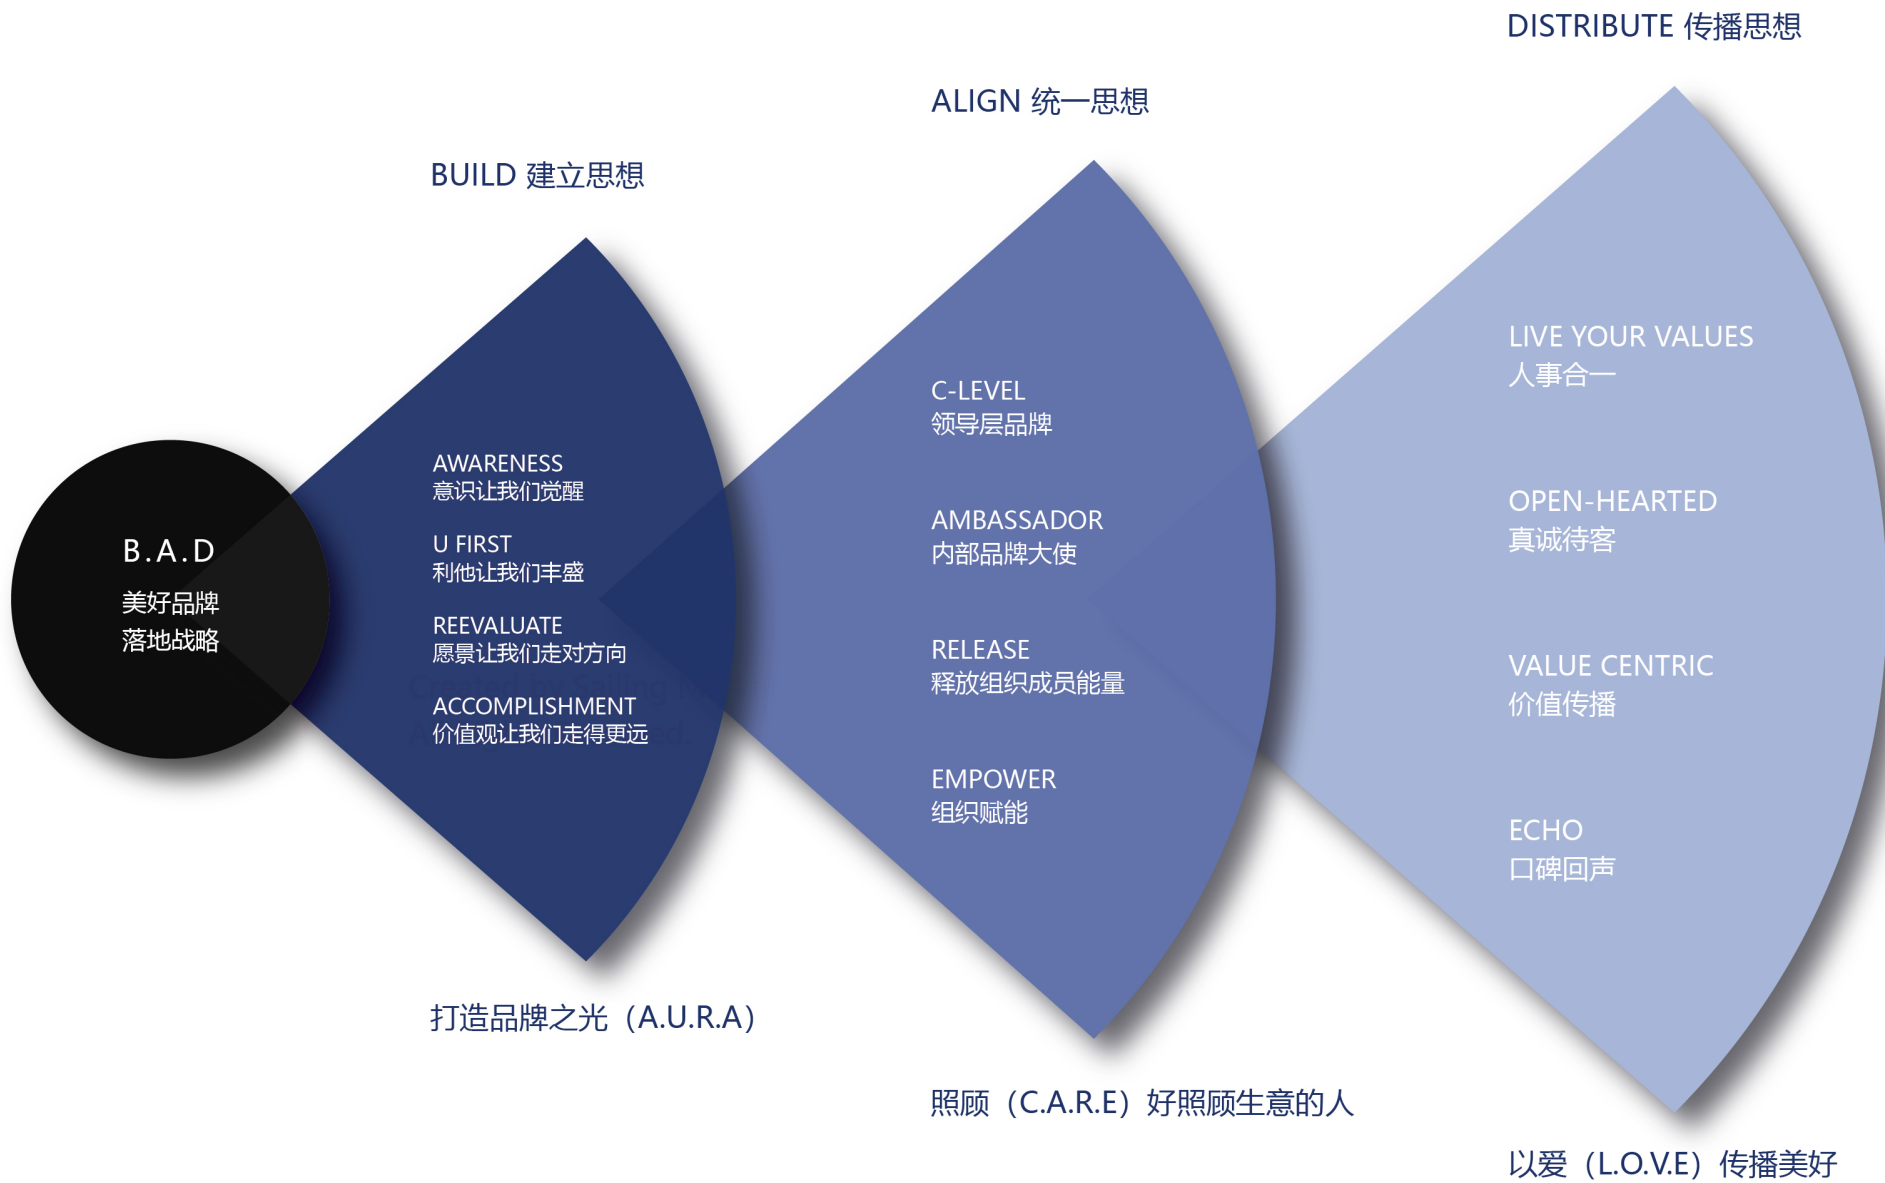 B.A.D
美好品牌
落地战略
BUILD 建立思想
AWARENESS
意识让我们觉醒
U FIRST
利他让我们丰盛
REEVALUATE
愿景让我们走对方向
ACCOMPLISHMENT
价值观让我们走得更远
打造品牌之光（A.U.R.A）
ALIGN 统一思想
C-LEVEL
领导层品牌
AMBASSADOR
内部品牌大使
RELEASE
释放组织成员能量
EMPOWER
组织赋能
照顾（C.A.R.E）好照顾生意的人
DISTRIBUTE 传播思想
LIVE YOUR VALUES
人事合一
OPEN-HEARTED
真诚待客
VALUE CENTRIC
价值传播
ECHO
口碑回声
以爱（L.O.V.E）传播美好
Created by Sailing